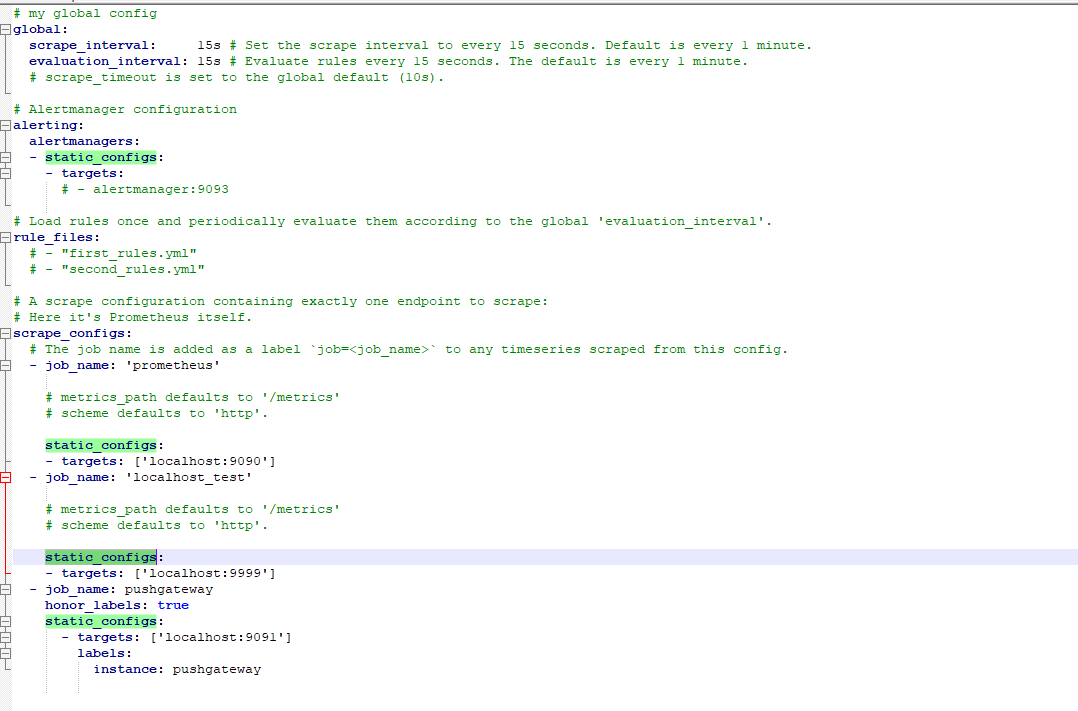 # my global config
global:
  scrape_interval:     15s # Set the scrape interval to every 15 seconds. Default is every 1 minute.
  evaluation_interval: 15s # Evaluate rules every 15 seconds. The default is every 1 minute.
  # scrape_timeout is set to the global default (10s).

# Alertmanager configuration
alerting:
  alertmanagers:
  - static_configs:
    - targets:
      # - alertmanager:9093

# Load rules once and periodically evaluate them according to the global 'evaluation_interval'.
rule_files:
  # - "first_rules.yml"
  # - "second_rules.yml"

# A scrape configuration containing exactly one endpoint to scrape:
# Here it's Prometheus itself.
scrape_configs:
  # The job name is added as a label `job=<job_name>` to any timeseries scraped from this config.
  - job_name: 'prometheus'

    # metrics_path defaults to '/metrics'
    # scheme defaults to 'http'.

    static_configs:
    - targets: ['localhost:9090']
  - job_name: 'localhost_test'

    # metrics_path defaults to '/metrics'
    # scheme defaults to 'http'.

    static_configs:
    - targets: ['localhost:9999']
  - job_name: pushgateway
    honor_labels: true
    static_configs:
      - targets: ['localhost:9091']
        labels:
          instance: pushgateway